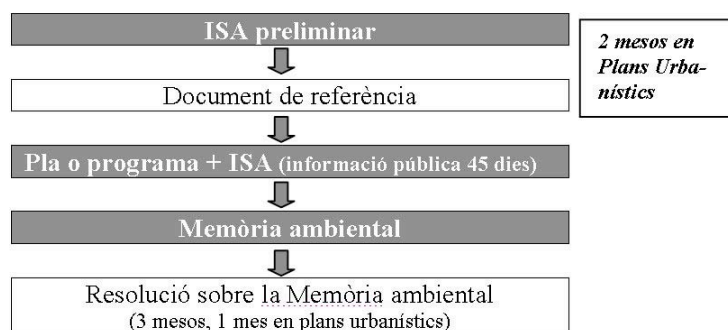 ISA preliminar
2 mesos en
Plans Urba-
nístics
Document de referència
Pla o programa + ISA (informació pública 45 dies)
Memòria ambiental
Resolució sobre la Memòria ambiental
(3 mesos, 1 mes en plans urbanístics)